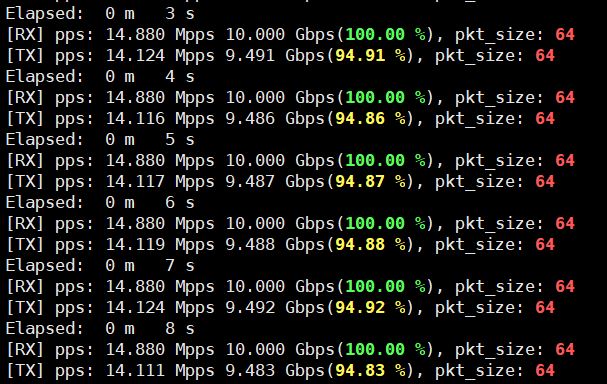 Elapsed:  0 m   3 s
[RX] pps: 14.880 Mpps 10.000 Gbps(100.00 %), pkt_size: 64
[TX] pps: 14.124 Mpps 9.491 Gbps(94.91 %), pkt_size: 64
Elapsed:  0 m   4 s
[RX] pps: 14.880 Mpps 10.000 Gbps(100.00 %), pkt_size: 64
[TX] pps: 14.116 Mpps 9.486 Gbps(94.86 %), pkt_size: 64
Elapsed:  0 m   5 s
[RX] pps: 14.880 Mpps 10.000 Gbps(100.00 %), pkt_size: 64
[TX] pps: 14.117 Mpps 9.487 Gbps(94.87 %), pkt_size: 64
Elapsed:  0 m   6 s
[RX] pps: 14.880 Mpps 10.000 Gbps(100.00 %), pkt_size: 64
[TX] pps: 14.119 Mpps 9.488 Gbps(94.88 %), pkt_size: 64
Elapsed:  0 m   7 s
[RX] pps: 14.880 Mpps 10.000 Gbps(100.00 %), pkt_size: 64
[TX] pps: 14.124 Mpps 9.492 Gbps(94.92 %), pkt_size: 64
Elapsed:  0 m   8 s
[RX] pps: 14.880 Mpps 10.000 Gbps(100.00 %), pkt_size: 64
[TX] pps: 14.111 Mpps 9.483 Gbps(94.83 %), pkt_size: 64